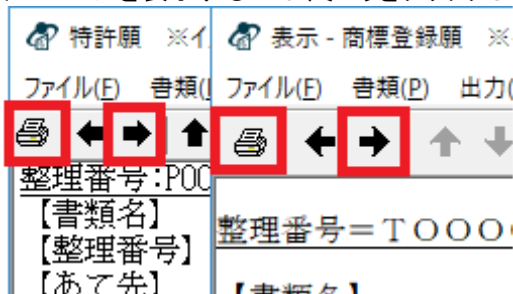 特許願 ※イ
ファイル(F) 書類(
整理番号:P00
【書類名】
【整理番号】
【あて先】
表示 - 商標登録願 ※
ファイル(F) 書類(P) 出力(
整理番号=TOOO
【書類名】